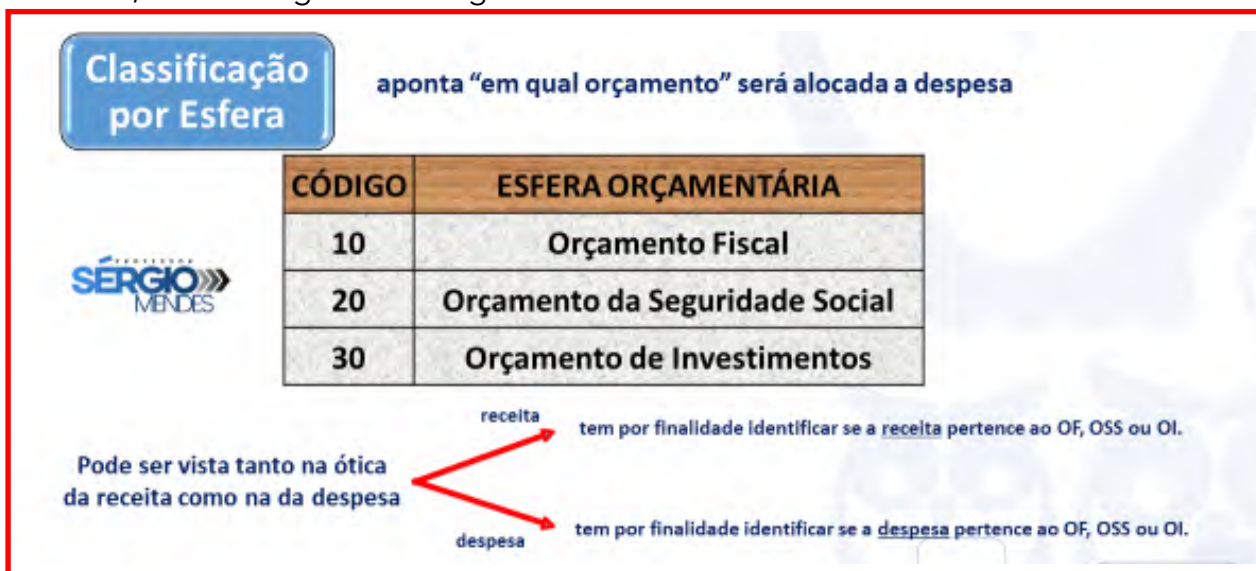 Classificação
por Esfera
aponta “em qual orçamento” será alocada a despesa
CÓDIGO ESFERA ORÇAMENTÁRIA
10 Orçamento Fiscal
20 Orçamento da Seguridade Social
30 Orçamento de Investimentos
PROFESSOR
SÉRGIO
MENDES
Pode ser vista tanto na ótica
da receita como na da despesa
receita
tem por finalidade identificar se a receita pertence ao OF, OSS ou OI.
despesa
tem por finalidade identificar se a despesa pertence ao OF, OSS ou OI.